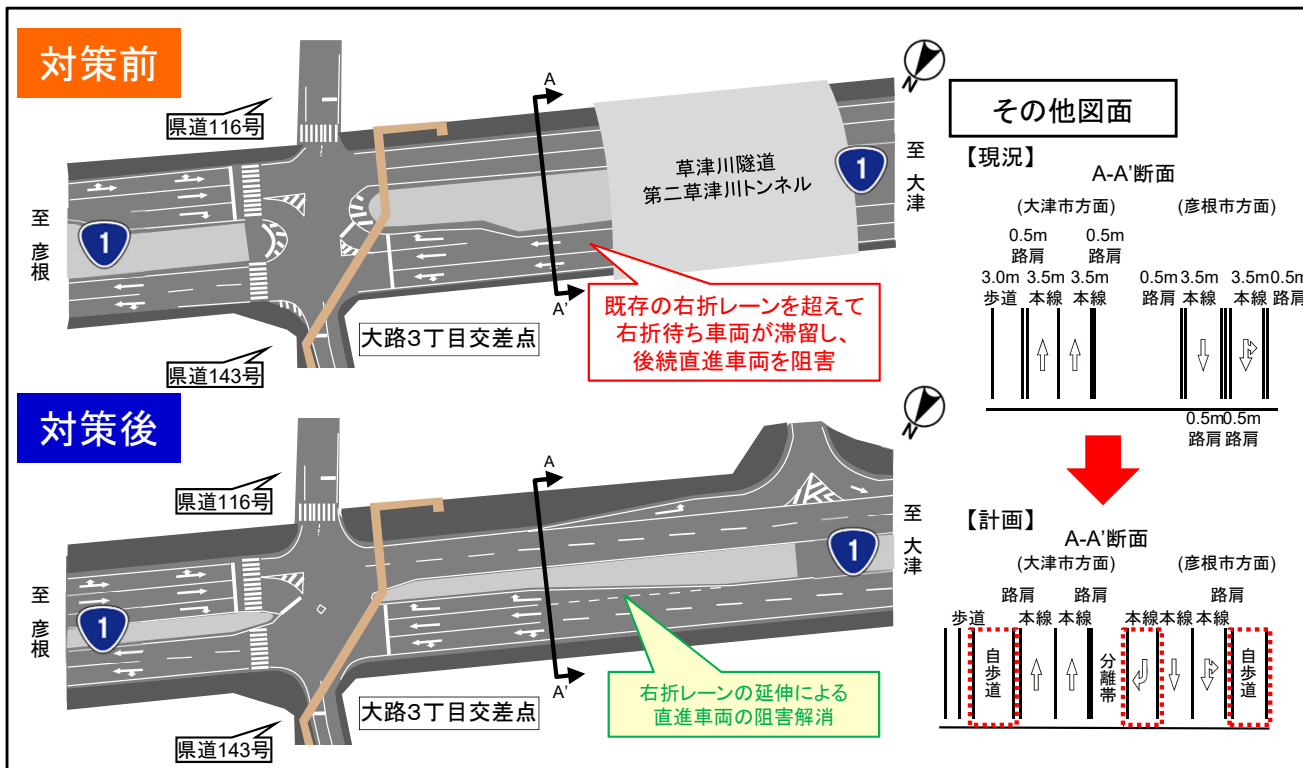 対策前
県道116号
A
N
至 彦根
1
草津川隧道
第二草津川トンネル
1
至 大津
A'
大路3丁目交差点
県道143号
既存の右折レーンを超えて
右折待ち車両が滞留し、
後続直進車両を阻害
対策後
県道116号
A
N
至 彦根
1
1
至 大津
A'
大路3丁目交差点
県道143号
右折レーンの延伸による
直進車両の阻害解消
その他図面
【現況】
A-A'断面
(大津市方面) (彦根市方面)
0.5m 0.5m
路肩 路肩
3.0m 3.5m 3.5m 0.5m 3.5m 3.5m 0.5m
歩道 本線 本線 路肩 本線 本線 路肩
0.5m 0.5m
路肩 路肩
【計画】
A-A'断面
(大津市方面) (彦根市方面)
路肩 路肩 路肩
歩道 本線 本線 本線 本線 本線
自歩道 分離帯 自歩道